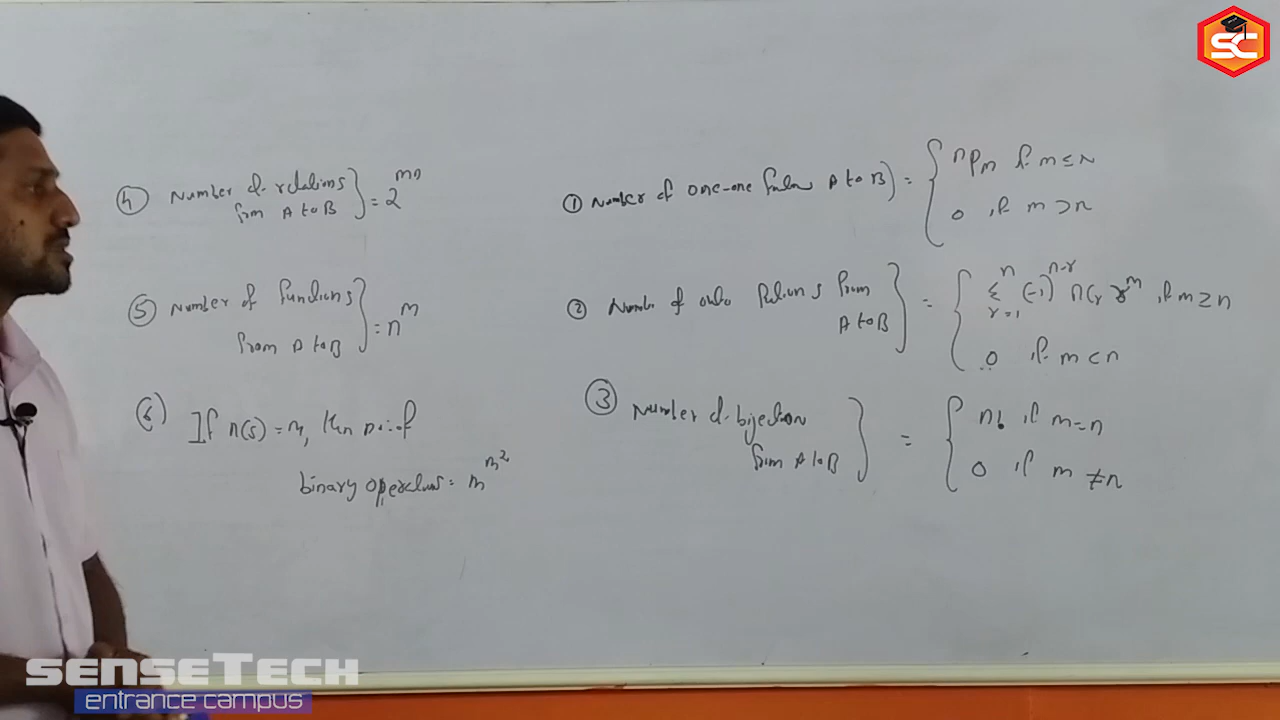 ④ Number of relations
from A to B } = 2^{mn}
⑤ Number of functions
from A to B } = n^m
⑥ If n(S) = m, then no: of
binary operations = m^{m^2}
① Number of one-one A to B } = { nPm if m ≤ n
0 if m > n
② Number of onto from
A to B } = { Σ_{r=1}^{n} (-1)^{n-r} nCr r^m if m ≥ n
0 if m < n
③ Number of bijection
from A to B } = { n! if m = n
0 if m ≠ n
SC
SENSETECH
entrance campus